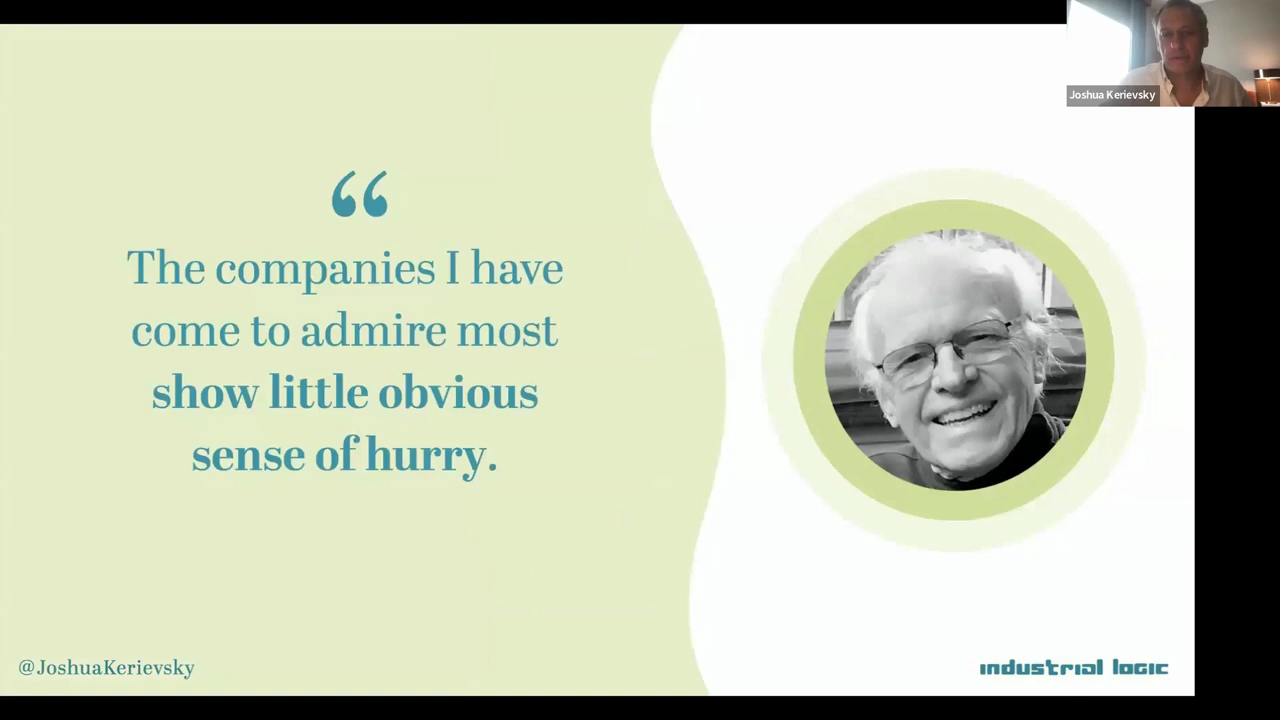 Joshua Kerievsky
“
The companies I have
come to admire most
show little obvious
sense of hurry.
@JoshuaKerievsky
industrial logic